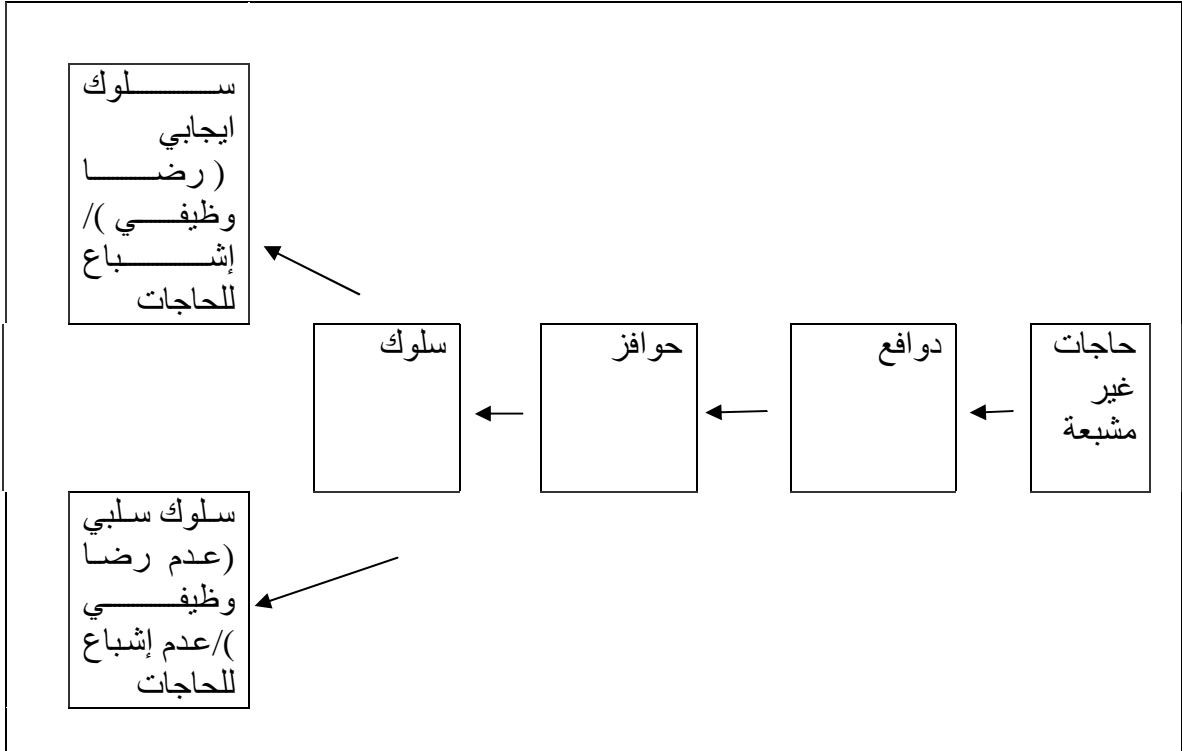 سلوك
ايجابي
( رضا
وظيفي )/
إشباع
للحاجات
حاجات
غير
مشبعة
دوافع
حوافز
سلوك
سلوك سلبي
(عدم رضا
وظيفي
)/عدم إشباع
للحاجات